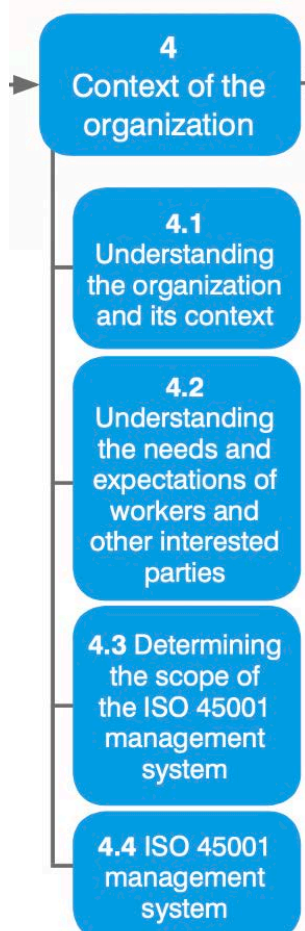 4
Context of the
organization
4.1
Understanding
the organization
and its context
4.2
Understanding
the needs and
expectations of
workers and
other interested
parties
4.3 Determining
the scope of
the ISO 45001
management
system
4.4 ISO 45001
management
system